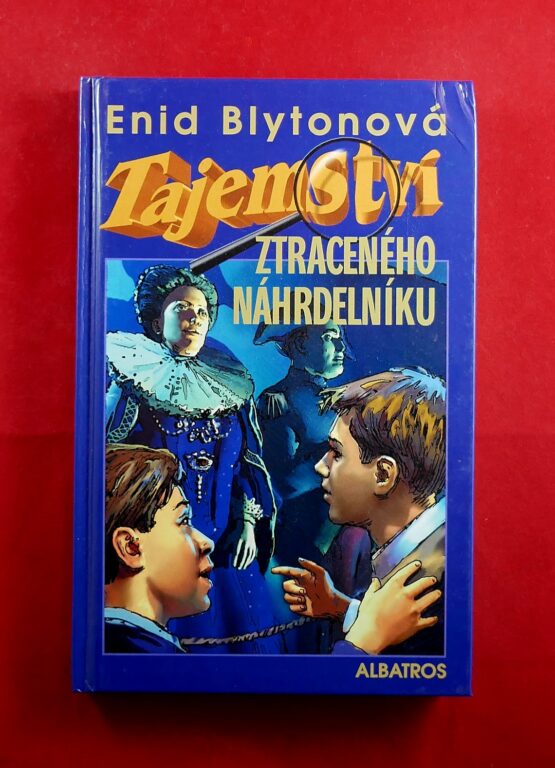 Enid Blytonová
Tajemství
ZTRACENÉHO
NÁHRDELNÍKU
ALBATROS